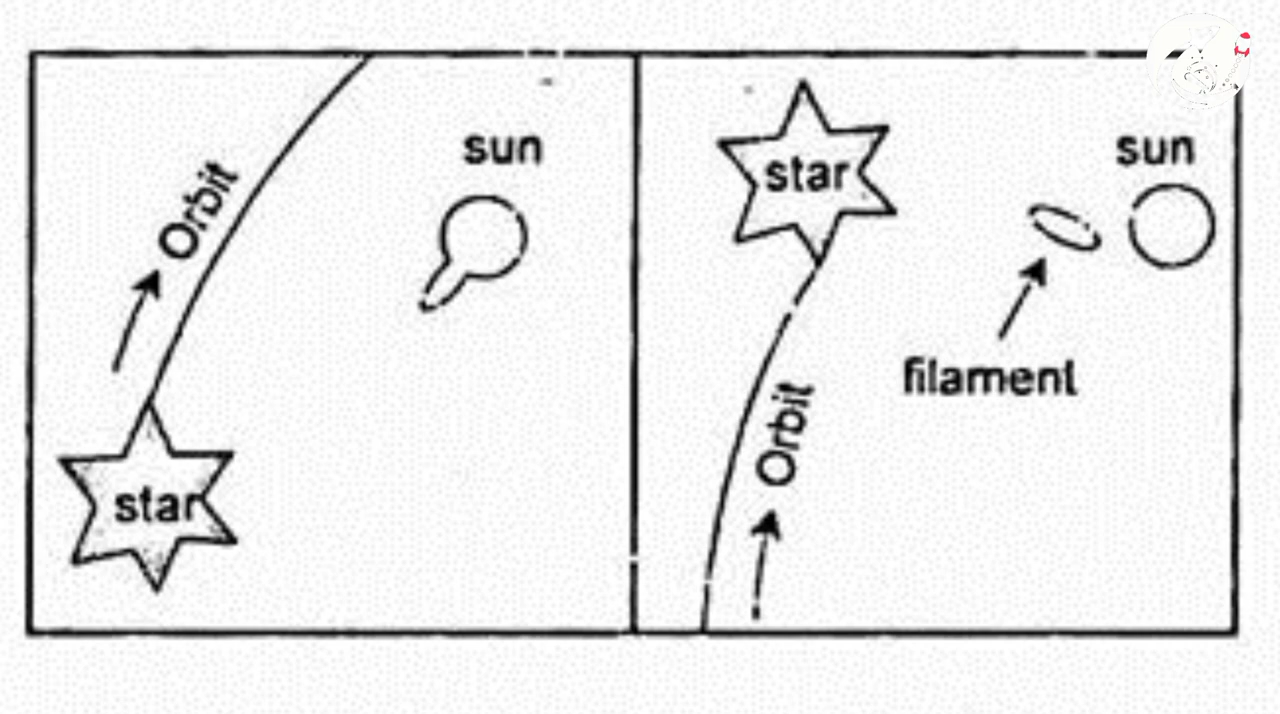 Orbit
sun
star
star
sun
filament
Orbit